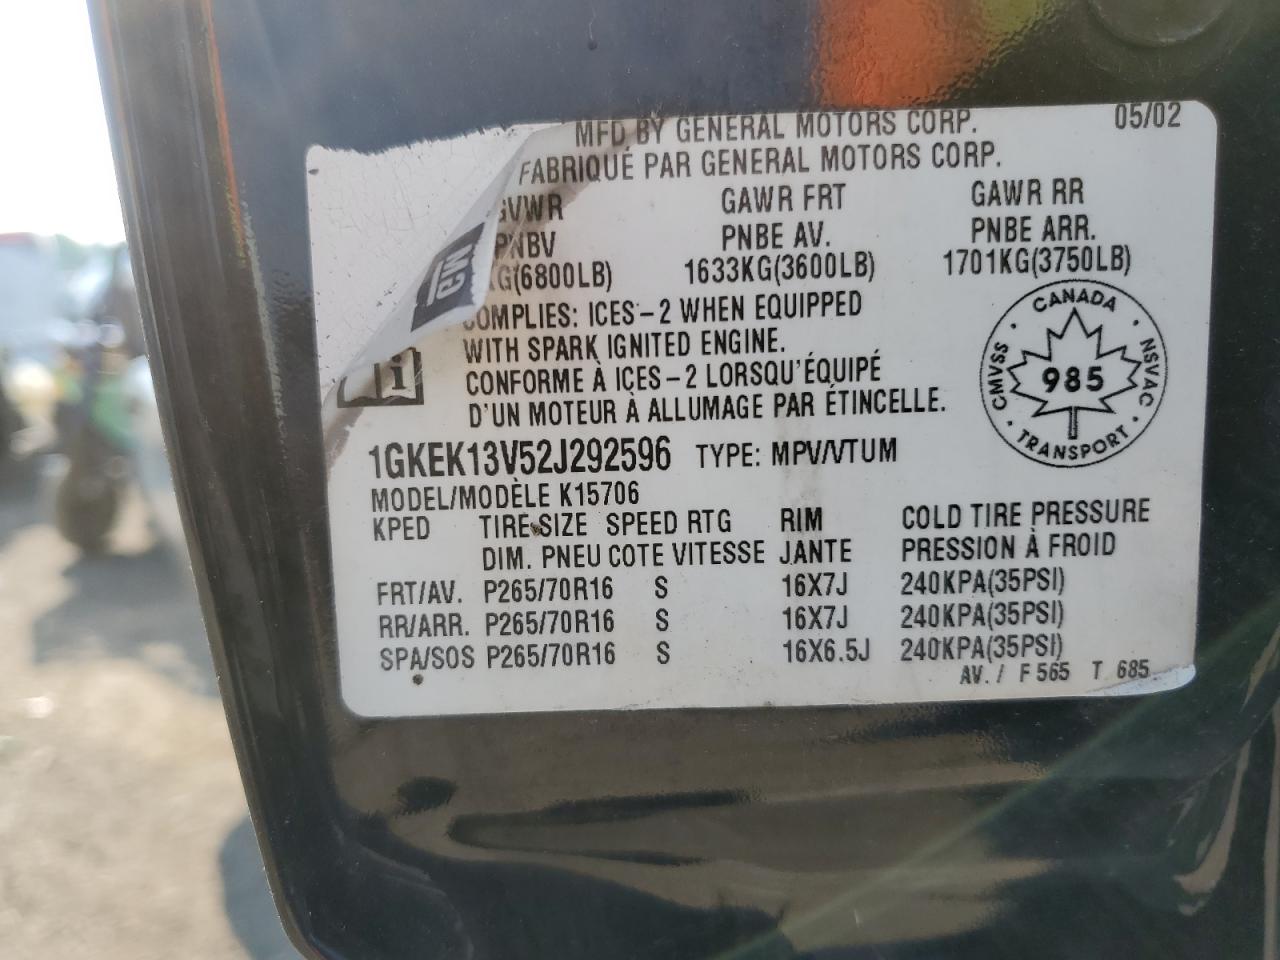 MFD BY GENERAL MOTORS CORP. 05/02
FABRIQUÉ PAR GENERAL MOTORS CORP.
GVWR GAWR FRT GAWR RR
PNBV PNBE AV. PNBE ARR.
KG(6800LB) 1633KG(3600LB) 1701KG(3750LB)
GM
COMPLIES: ICES-2 WHEN EQUIPPED
WITH SPARK IGNITED ENGINE.
CONFORME À ICES-2 LORSQU'ÉQUIPÉ
D'UN MOTEUR À ALLUMAGE PAR ÉTINCELLE.
i
CANADA
CMVSS 985 NSVAC
TRANSPORT
1GKEK13V52J292596 TYPE: MPV/VTUM
MODEL/MODÈLE K15706
KPED TIRE SIZE SPEED RTG RIM COLD TIRE PRESSURE
DIM. PNEU COTE VITESSE JANTE PRESSION À FROID
FRT/AV. P265/70R16 S 16X7J 240KPA(35PSI)
RR/ARR. P265/70R16 S 16X7J 240KPA(35PSI)
SPA/SOS P265/70R16 S 16X6.5J 240KPA(35PSI)
AV. / F 565 T 685